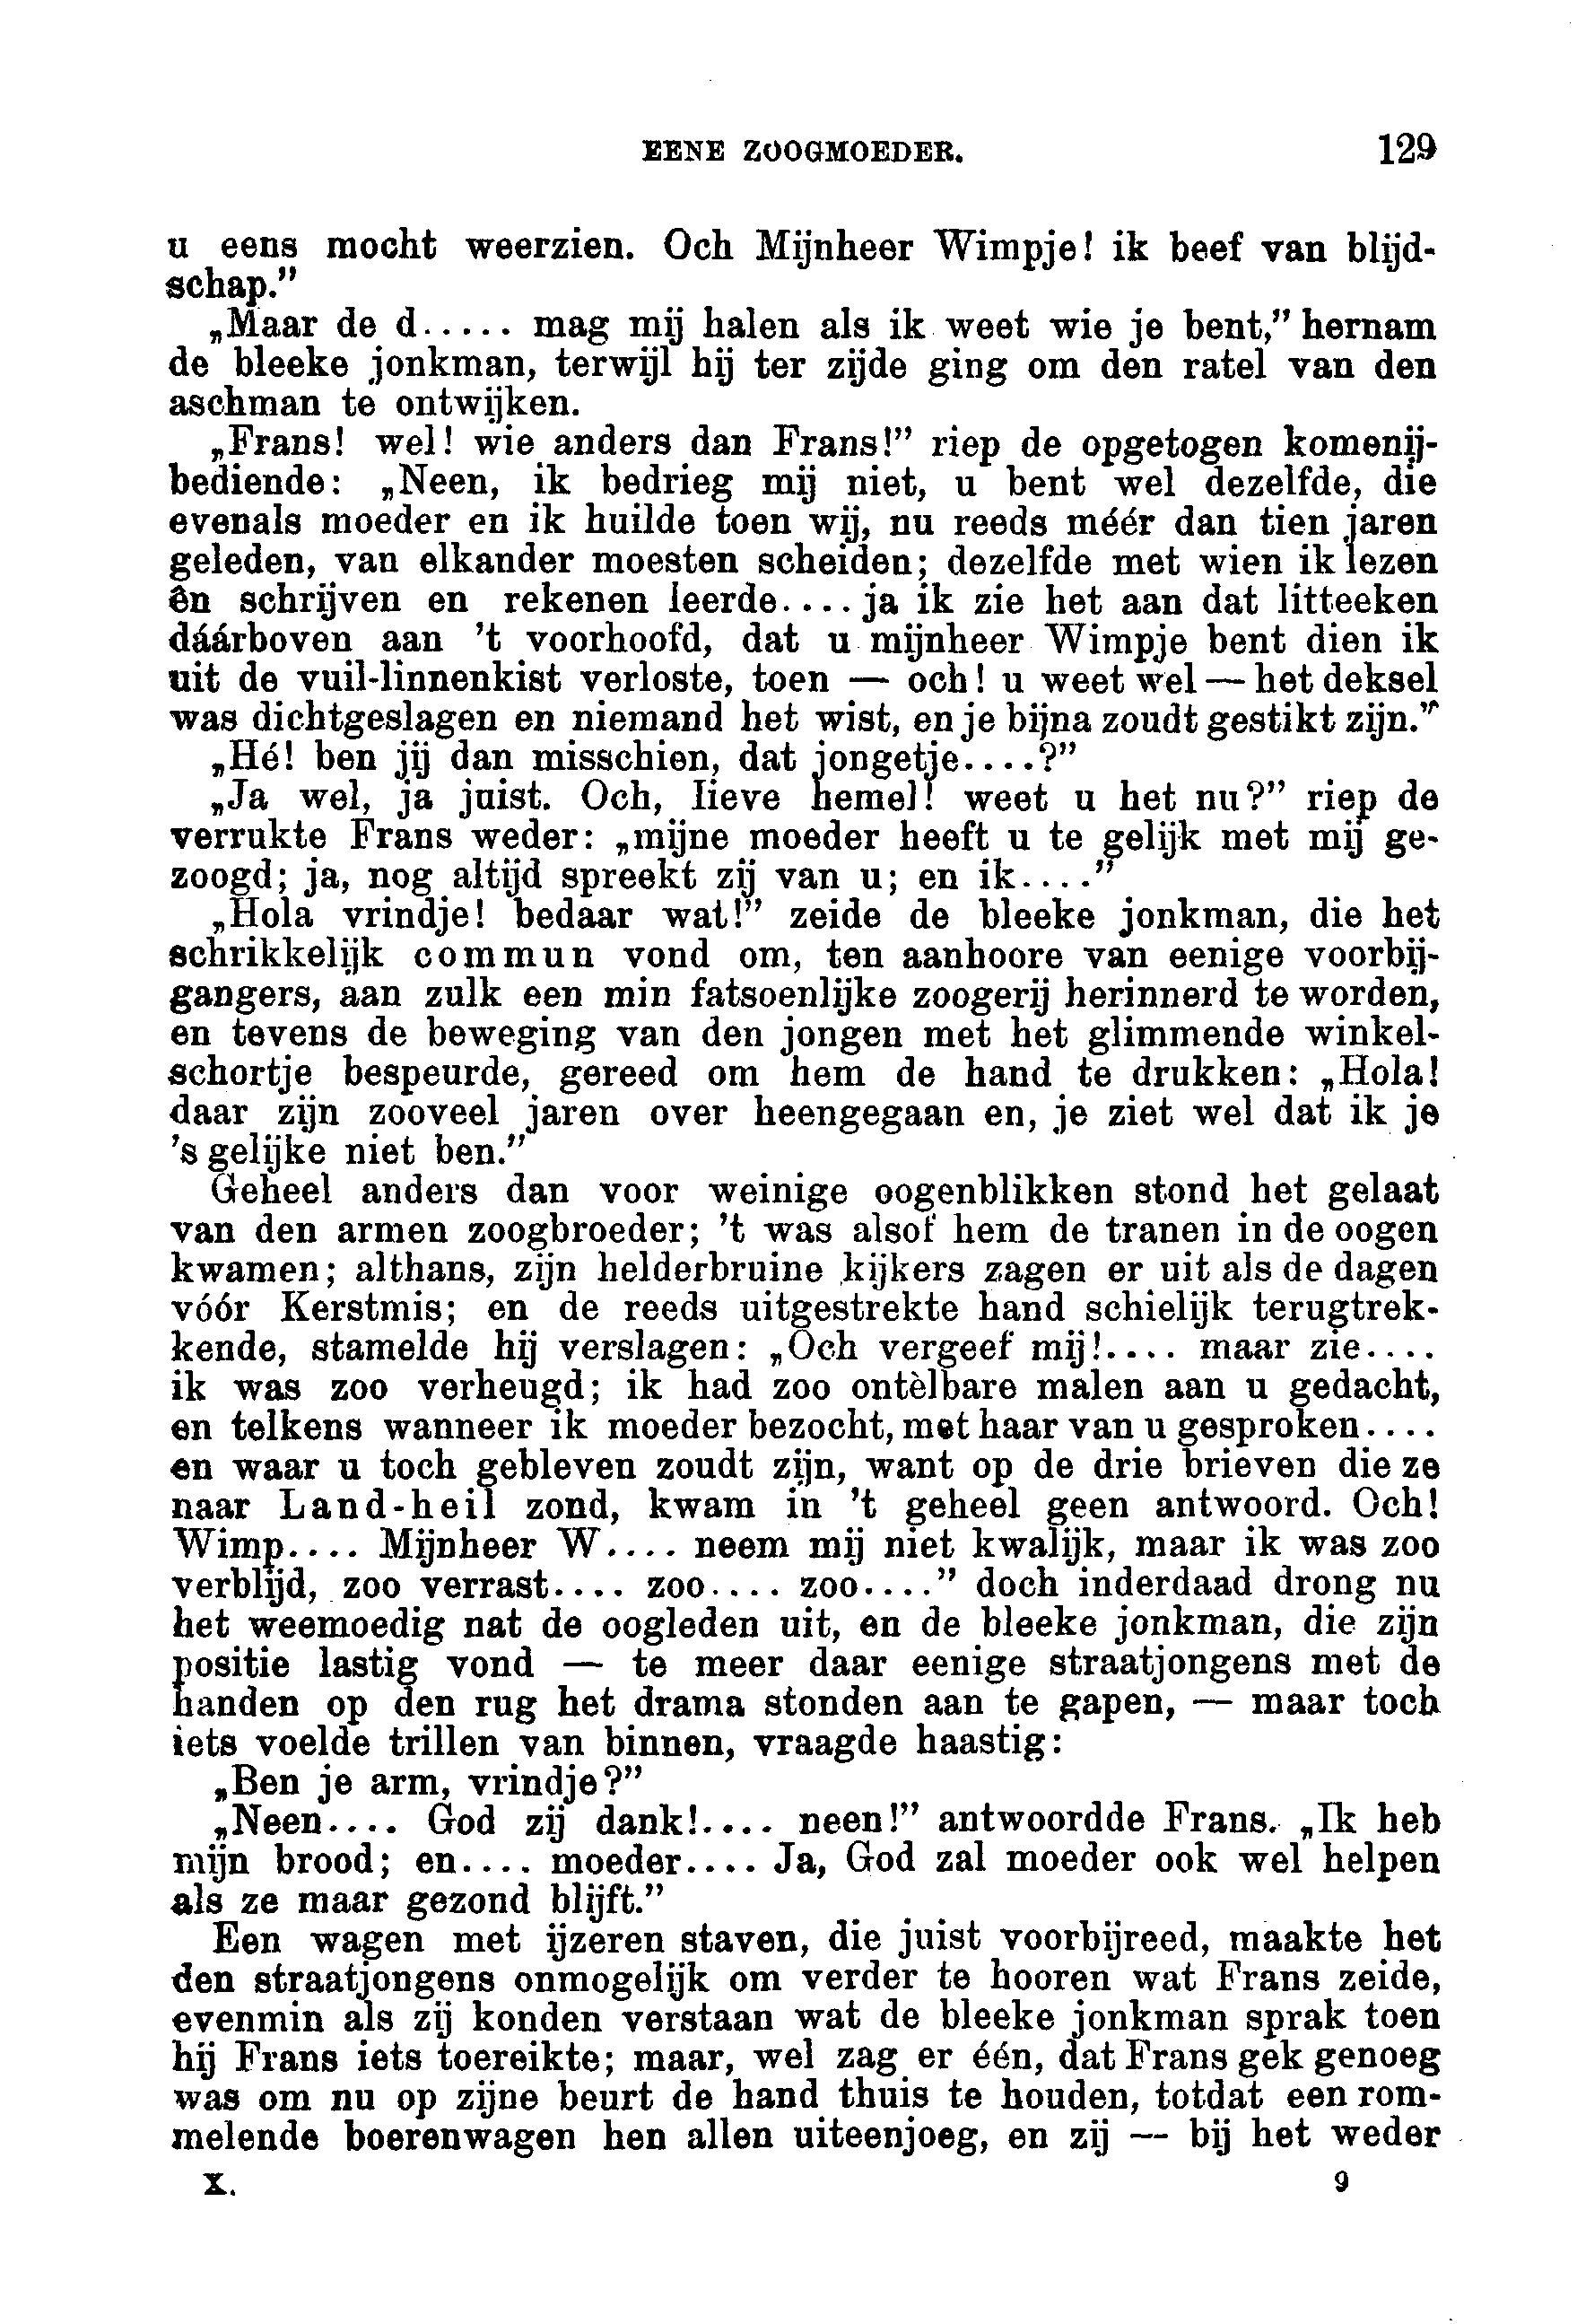 EENE ZOOGMOEDER. 129
u eens mocht weerzien. Och Mijnheer Wimpje! ik beef van blijd-
schap.”
„Maar de d..... mag mij halen als ik weet wie je bent,” hernam
de bleeke jonkman, terwijl hij ter zijde ging om den ratel van den
aschman te ontwijken.
„Frans! wel! wie anders dan Frans!” riep de opgetogen komenij-
bediende: „Neen, ik bedrieg mij niet, u bent wel dezelfde, die
evenals moeder en ik huilde toen wij, nu reeds méér dan tien jaren
geleden, van elkander moesten scheiden; dezelfde met wien ik lezen
ên schrijven en rekenen leerde.... ja ik zie het aan dat litteeken
dáárboven aan 't voorhoofd, dat u mijnheer Wimpje bent dien ik
uit de vuil-linnenkist verloste, toen — och! u weet wel — het deksel
was dichtgeslagen en niemand het wist, en je bijna zoudt gestikt zijn.”
„Hé! ben jij dan misschien, dat jongetje....?”
„Ja wel, ja juist. Och, lieve hemel! weet u het nu?” riep de
verrukte Frans weder: „mijne moeder heeft u te gelijk met mij ge-
zoogd; ja, nog altijd spreekt zij van u; en ik....”
„Hola vrindje! bedaar wat!” zeide de bleeke jonkman, die het
schrikkelijk commun vond om, ten aanhoore van eenige voorbij-
gangers, aan zulk een min fatsoenlijke zoogerij herinnerd te worden,
en tevens de beweging van den jongen met het glimmende winkel-
schortje bespeurde, gereed om hem de hand te drukken: „Hola!
daar zijn zooveel jaren over heengegaan en, je ziet wel dat ik je
's gelijke niet ben.”
Geheel anders dan voor weinige oogenblikken stond het gelaat
van den armen zoogbroeder; 't was alsof hem de tranen in de oogen
kwamen; althans, zijn helderbruine kijkers zagen er uit als de dagen
vóór Kerstmis; en de reeds uitgestrekte hand schielijk terugtrek-
kende, stamelde hij verslagen: „Och vergeef mij!.... maar zie....
ik was zoo verheugd; ik had zoo ontèlbare malen aan u gedacht,
en telkens wanneer ik moeder bezocht, met haar van u gesproken....
en waar u toch gebleven zoudt zijn, want op de drie brieven die ze
naar Land-heil zond, kwam in 't geheel geen antwoord. Och!
Wimp.... Mijnheer W.... neem mij niet kwalijk, maar ik was zoo
verblijd, zoo verrast.... zoo.... zoo....” doch inderdaad drong nu
het weemoedig nat de oogleden uit, en de bleeke jonkman, die zijn
positie lastig vond — te meer daar eenige straatjongens met de
handen op den rug het drama stonden aan te gapen, — maar toch
iets voelde trillen van binnen, vraagde haastig:
„Ben je arm, vrindje?”
„Neen.... God zij dank!.... neen!” antwoordde Frans. „Ik heb
mijn brood; en.... moeder.... Ja, God zal moeder ook wel helpen
als ze maar gezond blijft.”
Een wagen met ijzeren staven, die juist voorbijreed, maakte het
den straatjongens onmogelijk om verder te hooren wat Frans zeide,
evenmin als zij konden verstaan wat de bleeke jonkman sprak toen
hij Frans iets toereikte; maar, wel zag er één, dat Frans gek genoeg
was om nu op zijne beurt de hand thuis te houden, totdat een rom-
melende boerenwagen hen allen uiteenjoeg, en zij — bij het weder
X. 9